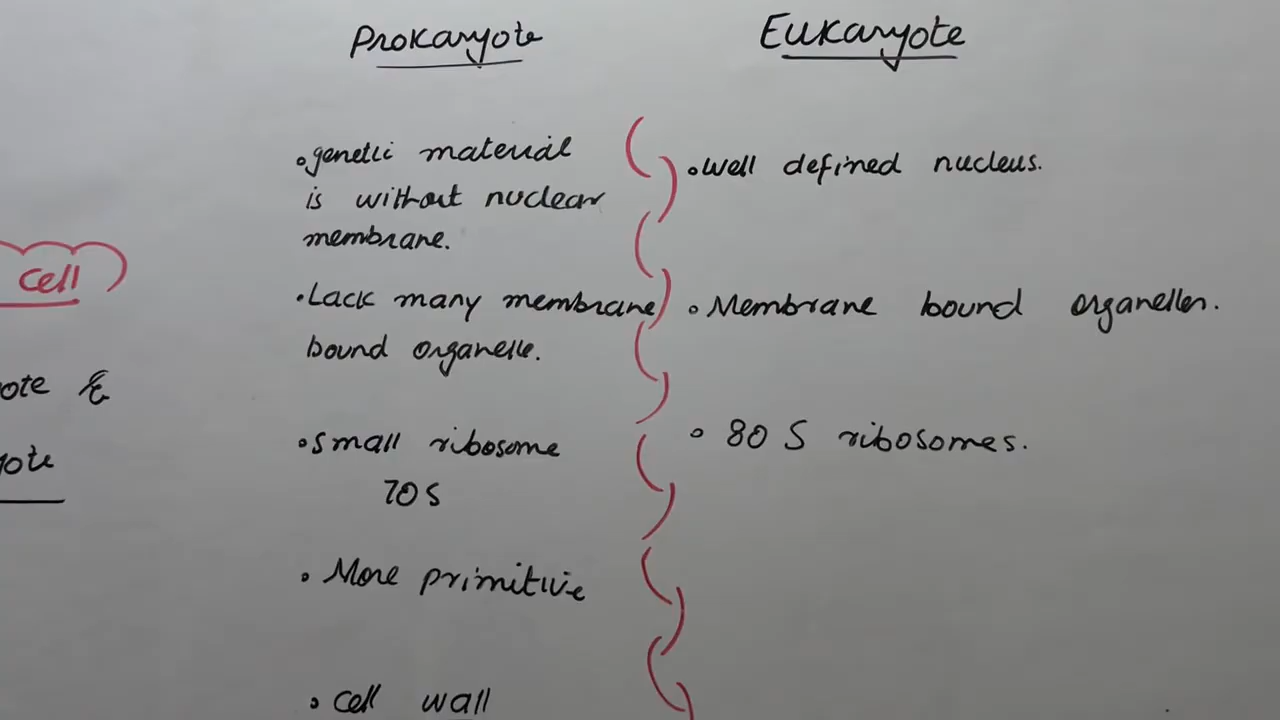 Prokaryote
Eukaryote
cell
ote &
ote
• genetic material
is without nuclear
membrane.
• Lack many membrane
bound organelle.
• small ribosome
70 S
• More primitive
• cell wall
• well defined nucleus.
• Membrane bound organelles.
• 80 S ribosomes.